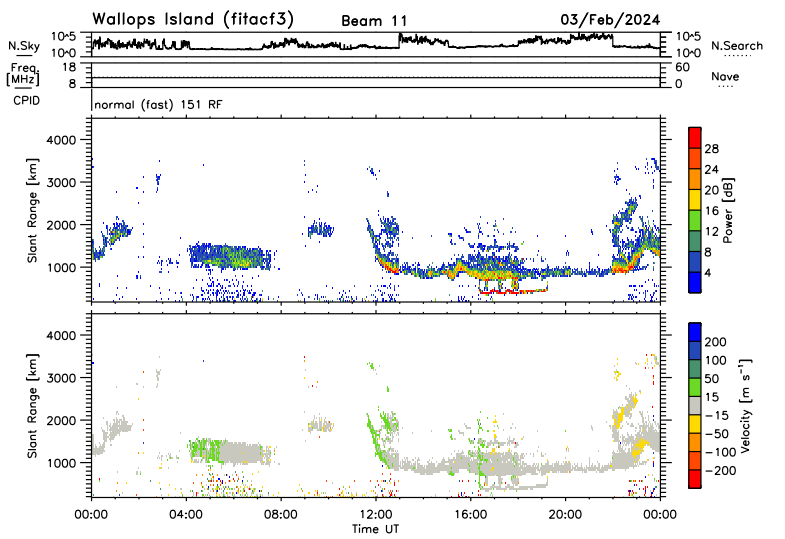 Wallops Island (fitacf3) Beam 11 03/Feb/2024
N.Sky 10^5 10^0 10^5 10^0 N.Search
Freq. [MHz] 18 8 60 0 Nave
CPID normal (fast) 151 RF
Slant Range [km] 4000 3000 2000 1000
Power [dB] 28 24 20 16 12 8 4
Slant Range [km] 4000 3000 2000 1000
Velocity [m s⁻¹] 200 100 50 15 −15 −50 −100 −200
00:00 04:00 08:00 12:00 16:00 20:00 00:00
Time UT